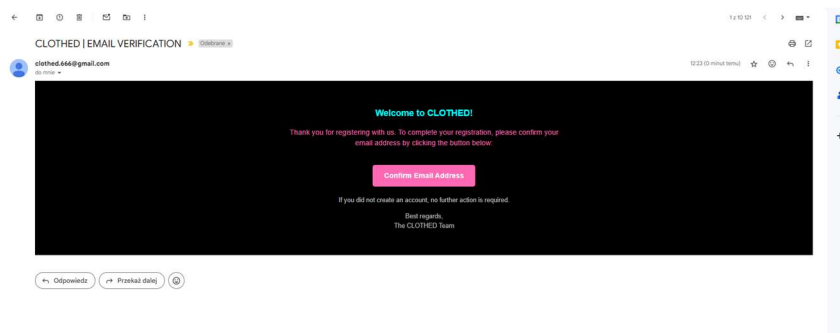 1 z 10 121
CLOTHED | EMAIL VERIFICATION Odebrane x
clothed.666@gmail.com
12:23 (0 minut temu)
do mnie
Welcome to CLOTHED!
Thank you for registering with us. To complete your registration, please confirm your
email address by clicking the button below:
Confirm Email Address
If you did not create an account, no further action is required.
Best regards,
The CLOTHED Team
Odpowiedz
Przekaż dalej